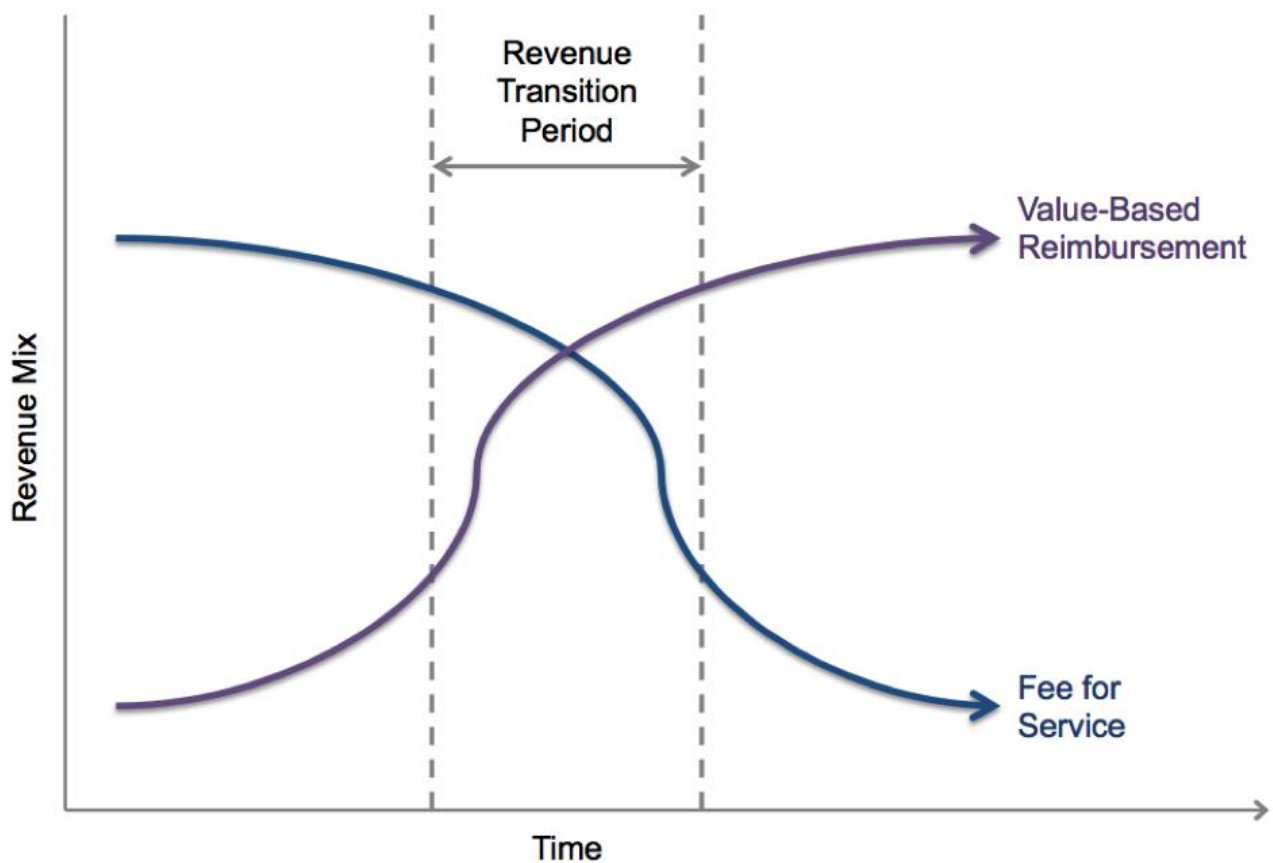 Revenue
Transition
Period
Value-Based
Reimbursement
Revenue Mix
Fee for
Service
Time